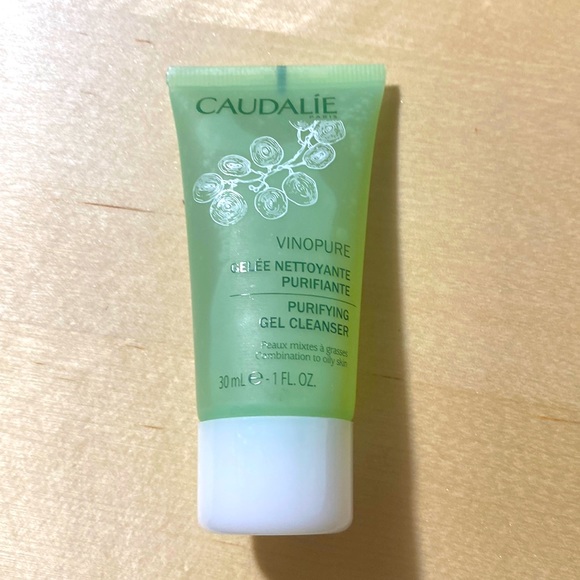 CAUDALÍE
PARIS
VINOPURE
GELÉE NETTOYANTE
PURIFIANTE
PURIFYING
GEL CLEANSER
Peaux mixtes à grasses
Combination to oily skin
30 mL ℮ - 1 FL. OZ.